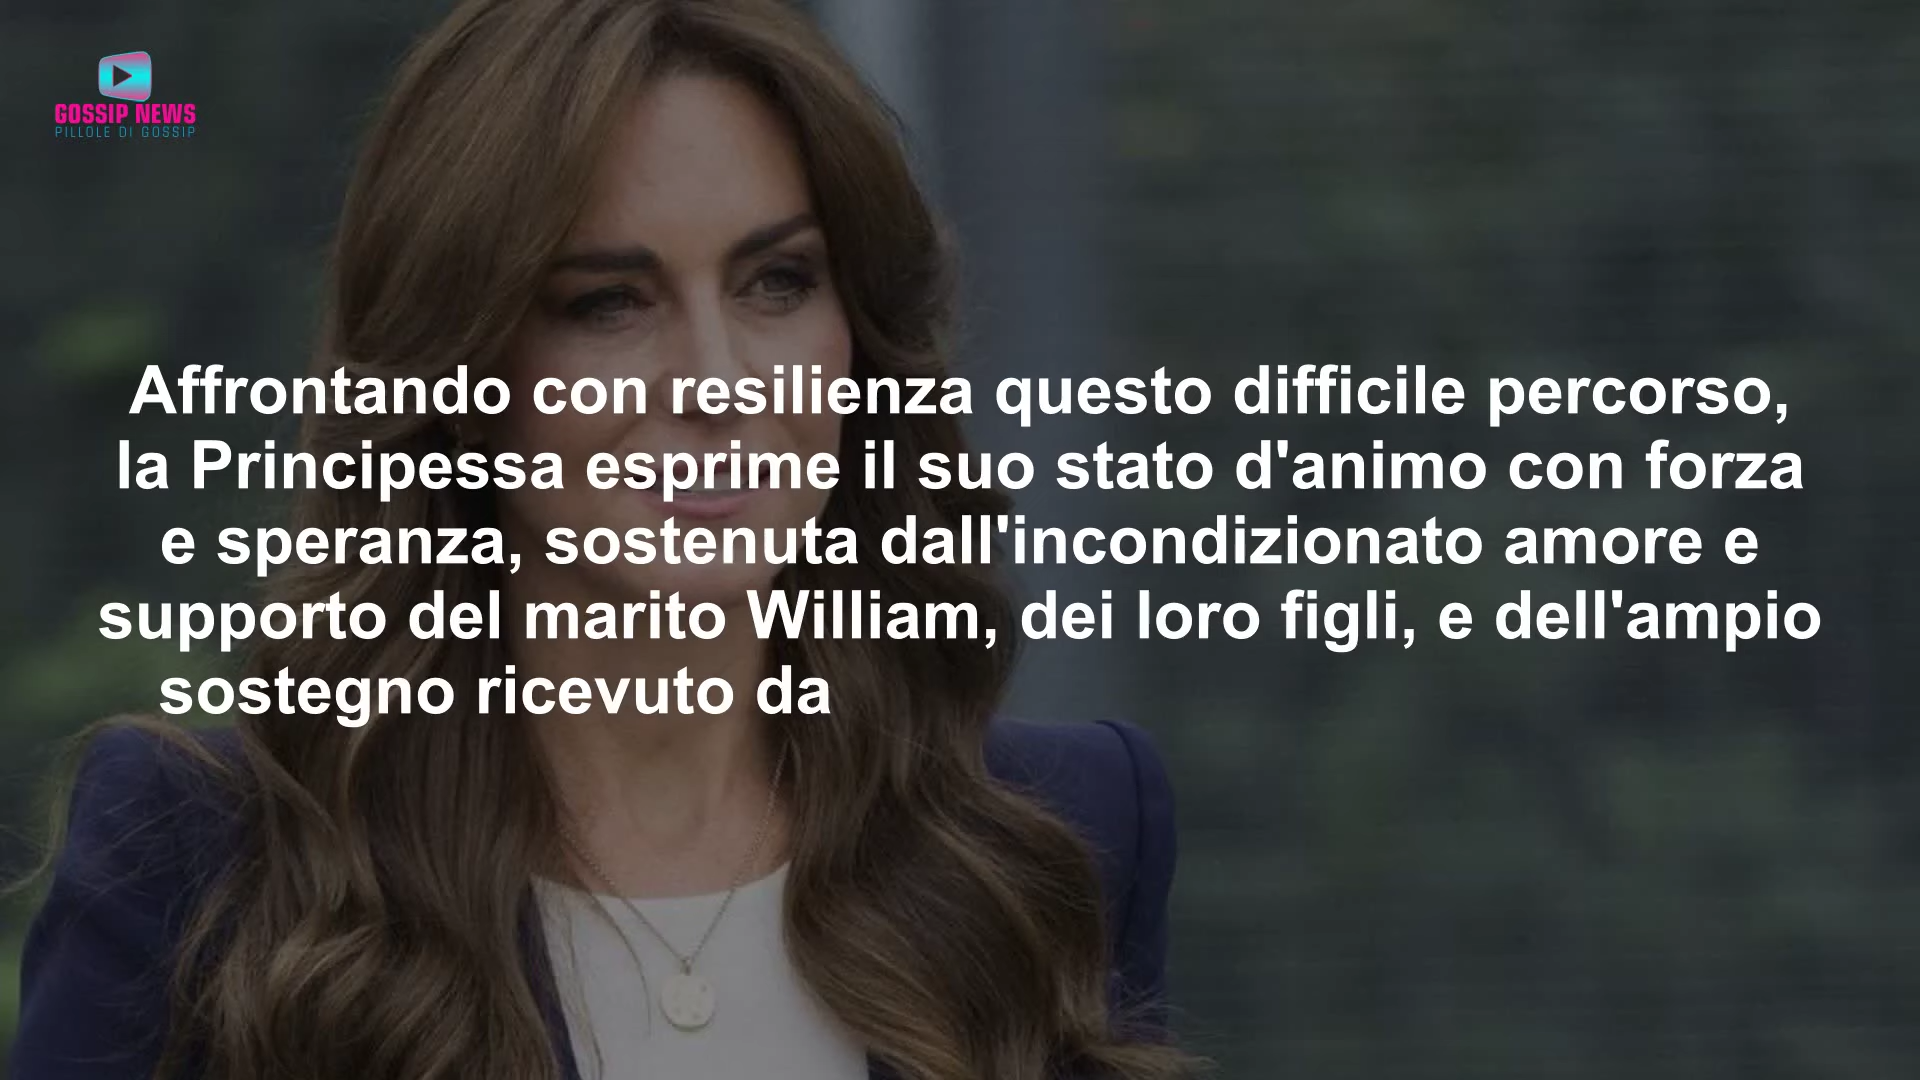 GOSSIP NEWS
PILLOLE DI GOSSIP
Affrontando con resilienza questo difficile percorso,
la Principessa esprime il suo stato d'animo con forza
e speranza, sostenuta dall'incondizionato amore e
supporto del marito William, dei loro figli, e dell'ampio
sostegno ricevuto da